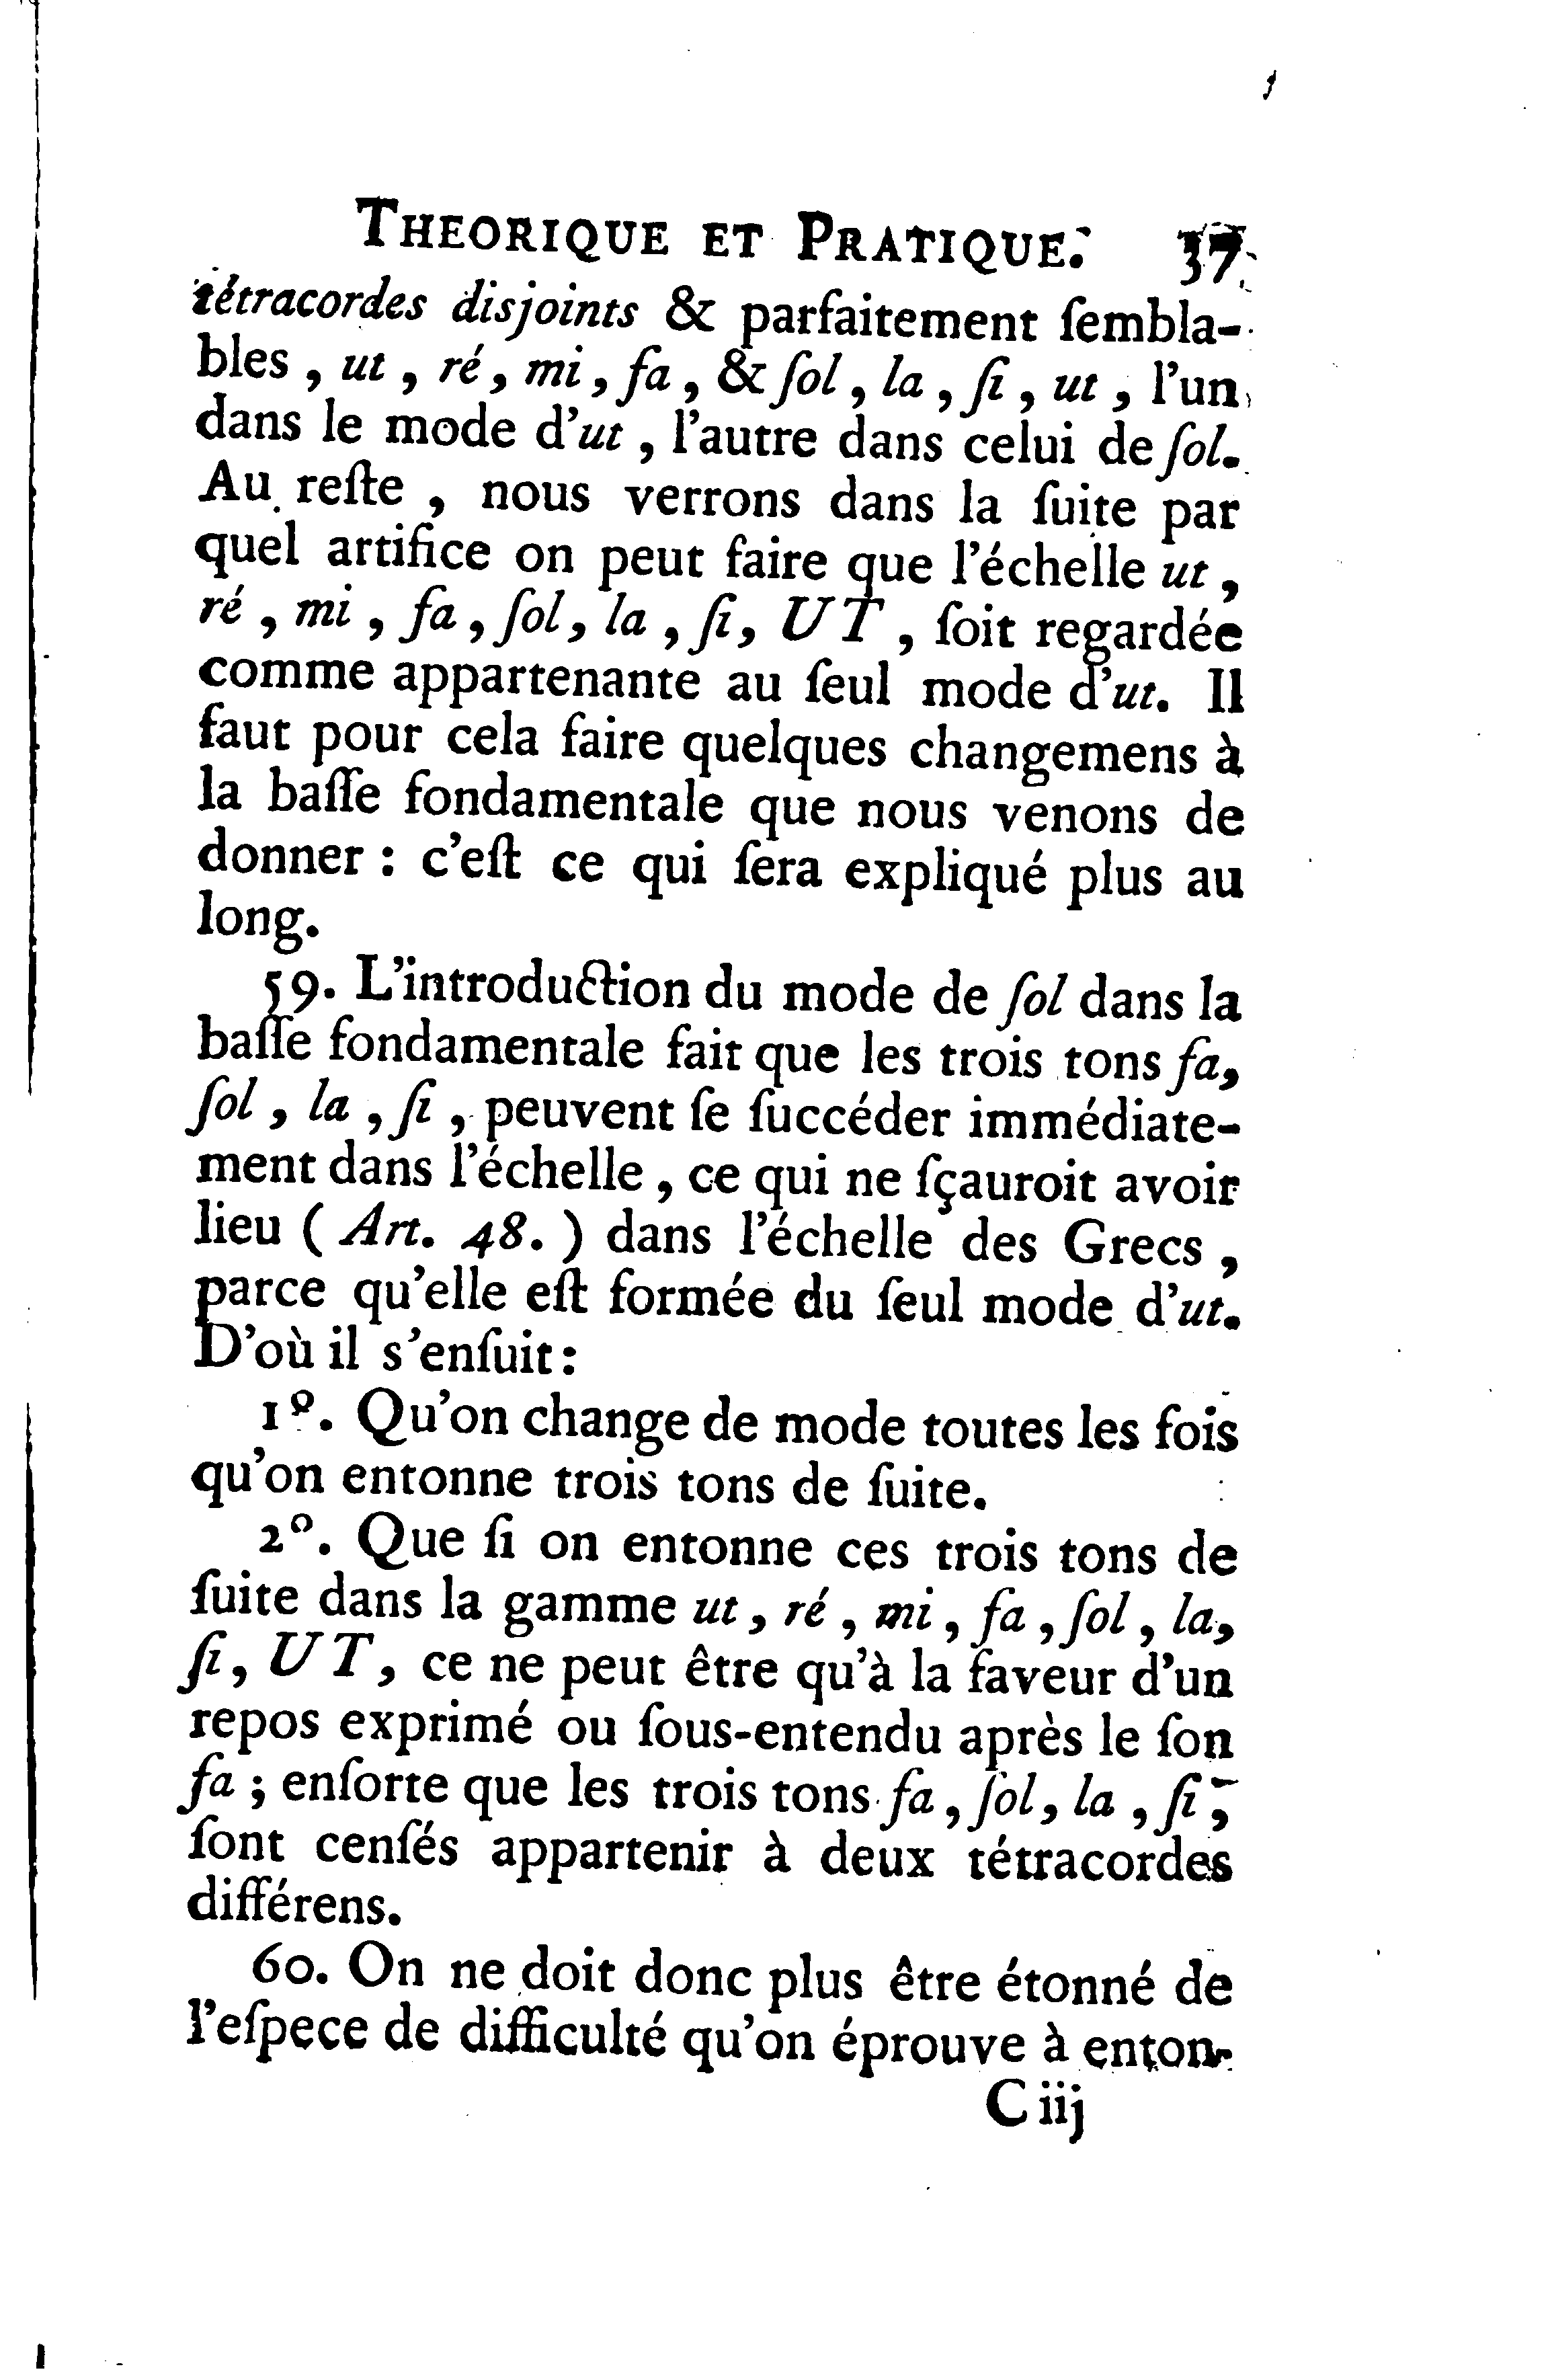 THEORIQUE ET PRATIQUE. 37
tétracordes disjoints & parfaitement ſembla-
bles , ut , ré , mi , fa , & ſol , la , ſi , ut , l'un
dans le mode d'ut , l'autre dans celui de ſol.
Au reſte , nous verrons dans la ſuite par
quel artifice on peut faire que l'échelle ut ,
ré , mi , fa , ſol , la , ſi , UT , ſoit regardée
comme appartenante au ſeul mode d'ut. Il
faut pour cela faire quelques changemens à
la baſſe fondamentale que nous venons de
donner : c'eſt ce qui ſera expliqué plus au
long.
59. L'introduction du mode de ſol dans la
baſſe fondamentale fait que les trois tons fa,
ſol , la , ſi , peuvent ſe ſuccéder immédiate-
ment dans l'échelle , ce qui ne ſçauroit avoir
lieu ( Art. 48. ) dans l'échelle des Grecs ,
parce qu'elle eſt formée du ſeul mode d'ut.
D'où il s'enſuit :
1º. Qu'on change de mode toutes les fois
qu'on entonne trois tons de ſuite.
2º. Que ſi on entonne ces trois tons de
ſuite dans la gamme ut , ré , mi , fa , ſol , la,
ſi , UT , ce ne peut être qu'à la faveur d'un
repos exprimé ou ſous-entendu après le ſon
fa ; enſorte que les trois tons fa , ſol , la , ſi ,
ſont cenſés appartenir à deux tétracordes
différens.
60. On ne doit donc plus être étonné de
l'eſpece de difficulté qu'on éprouve à enton-
C iij